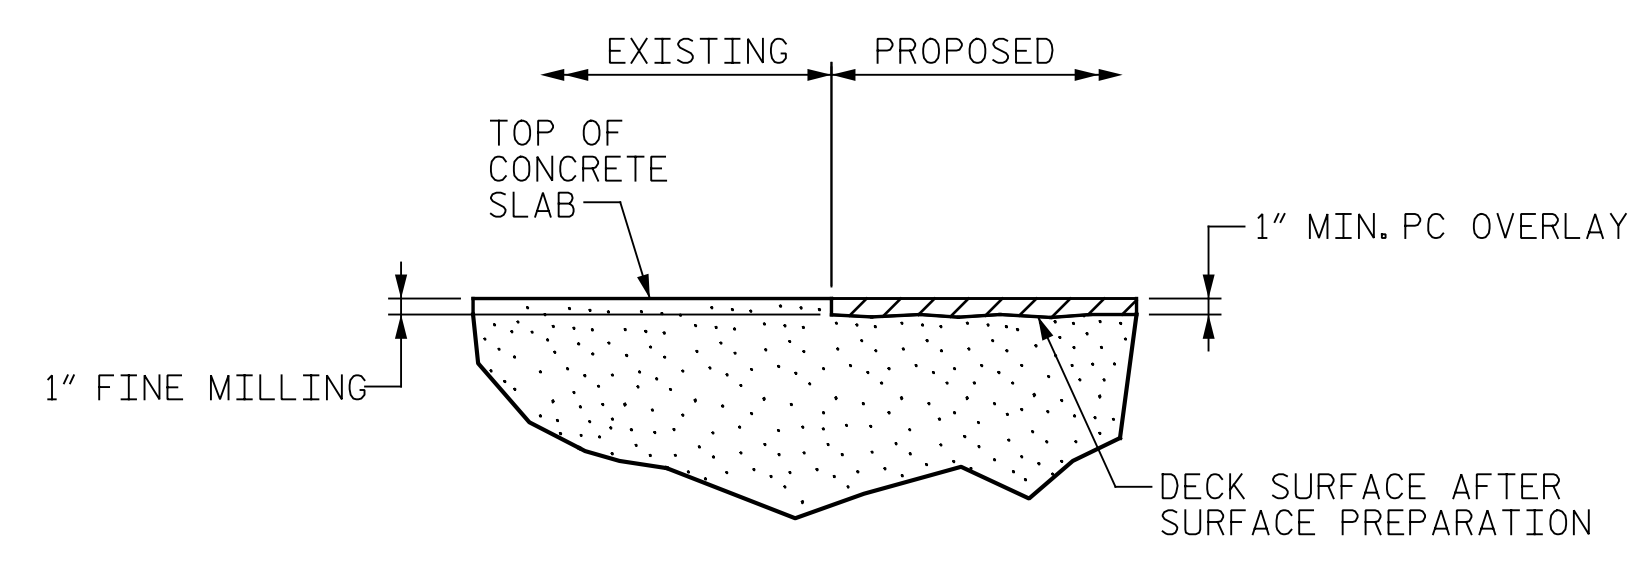 EXISTING PROPOSED
TOP OF
CONCRETE
SLAB
1" MIN. PC OVERLAY
1" FINE MILLING
DECK SURFACE AFTER
SURFACE PREPARATION